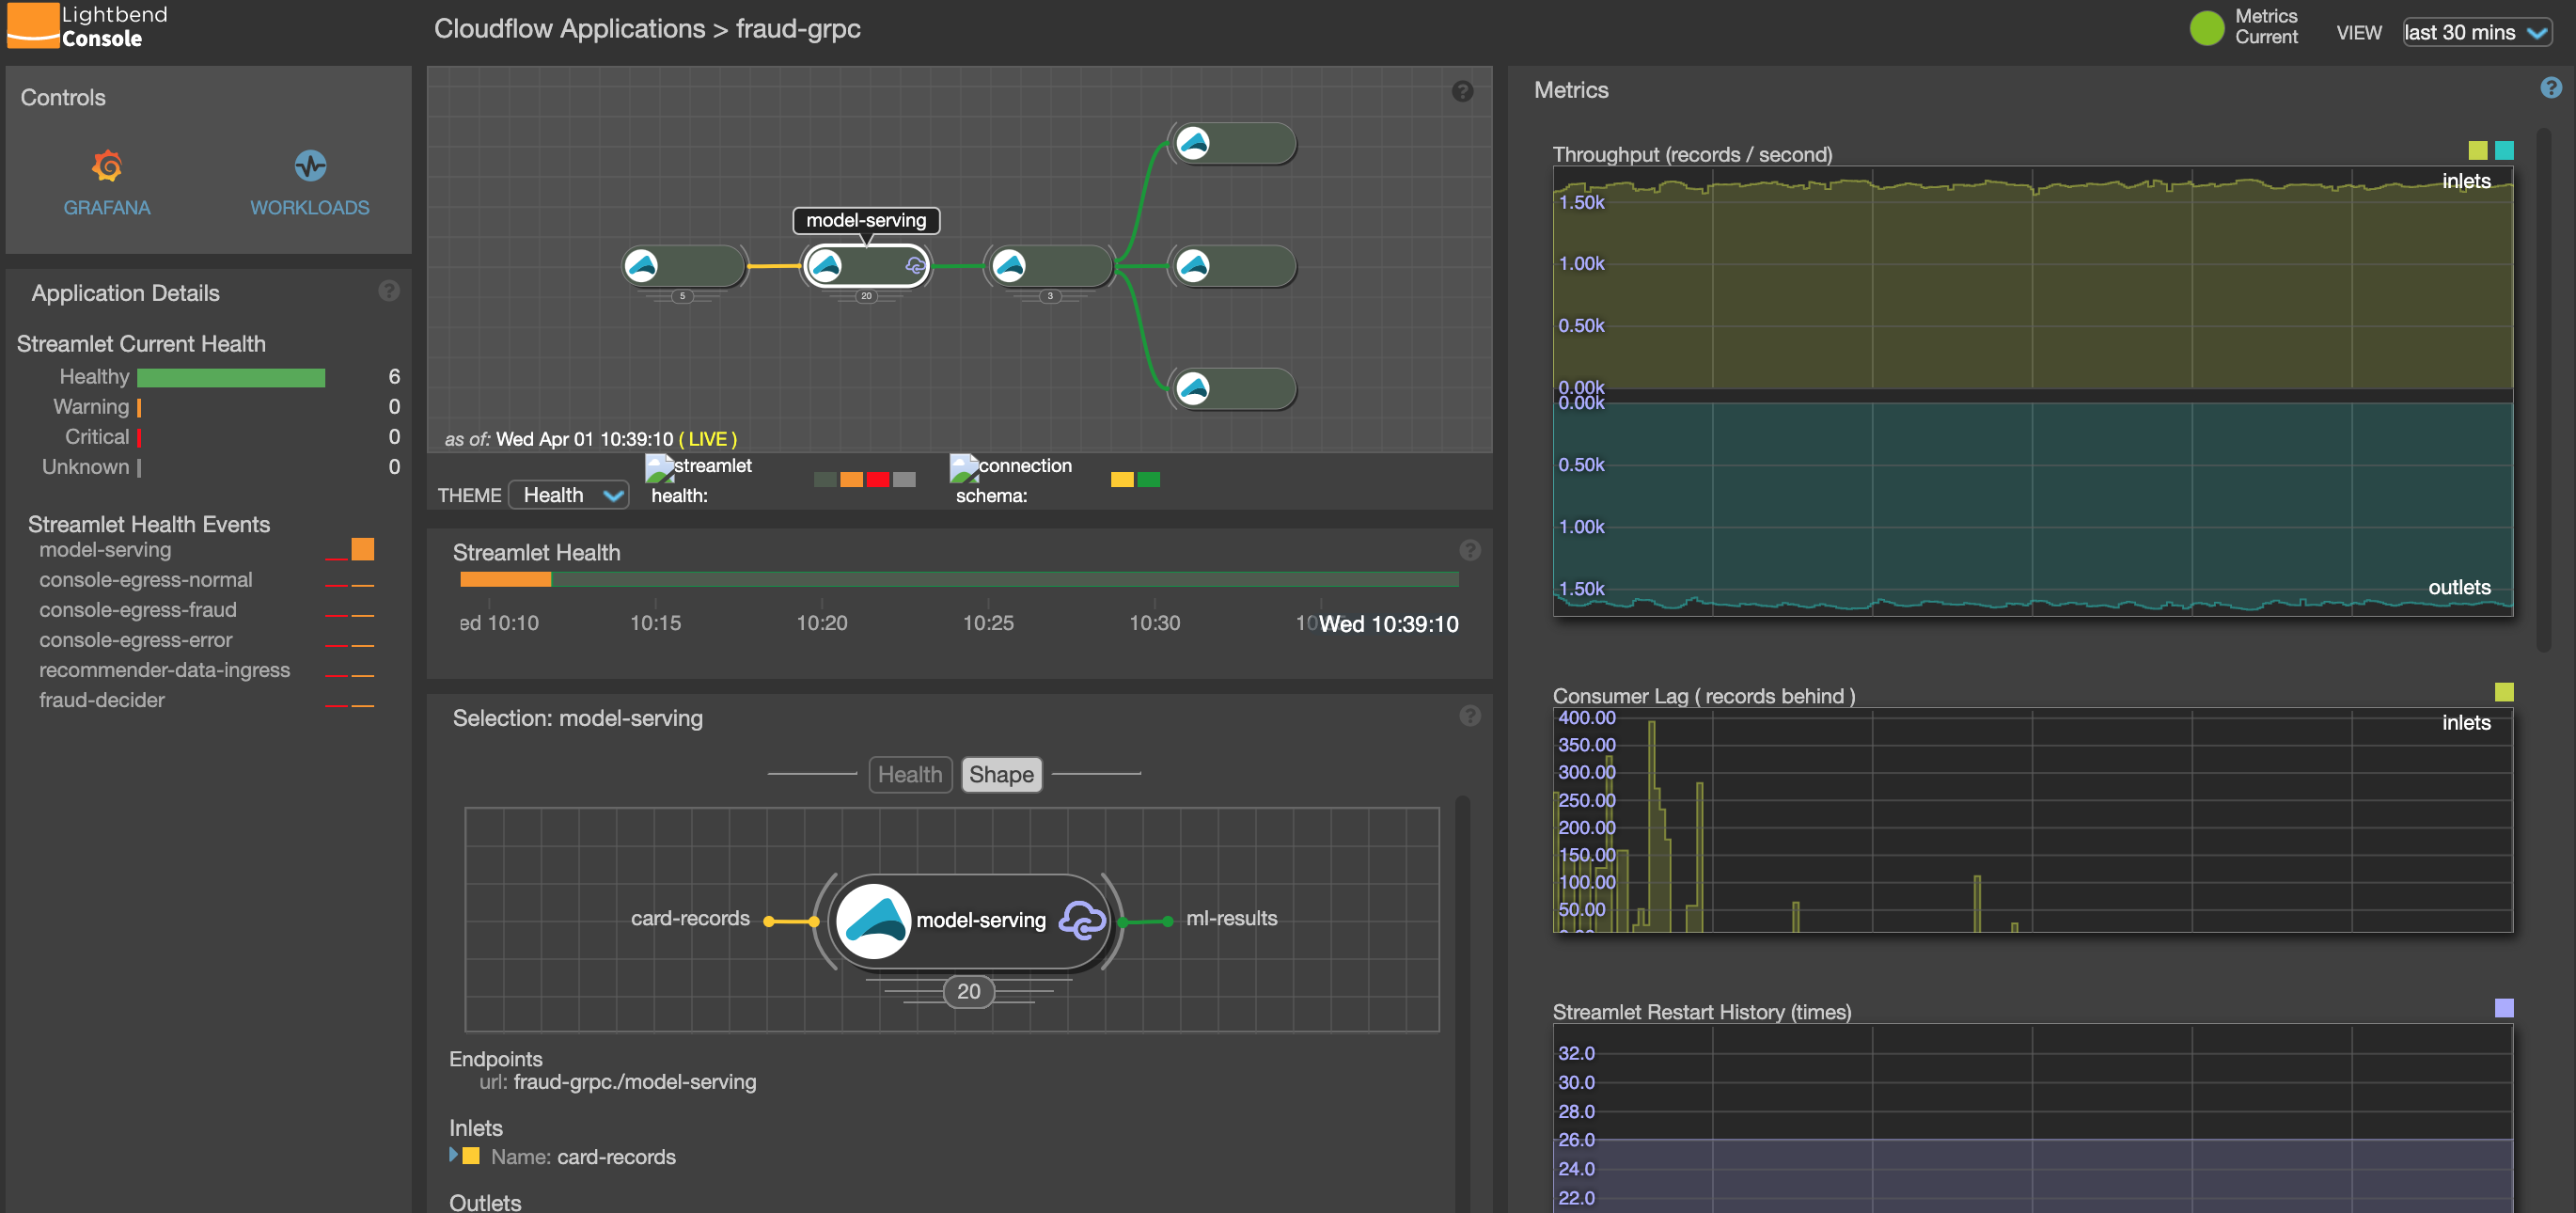 Lightbend
Console
Cloudflow Applications > fraud-grpc
Metrics
Current
VIEW
last 30 mins
Controls
GRAFANA
WORKLOADS
Application Details
?
Streamlet Current Health
Healthy 6
Warning 0
Critical 0
Unknown 0
Streamlet Health Events
model-serving
console-egress-normal
console-egress-fraud
console-egress-error
recommender-data-ingress
fraud-decider
?
model-serving
5
20
3
as of: Wed Apr 01 10:39:10 ( LIVE )
THEME
Health
streamlet
health:
connection
schema:
Streamlet Health
?
ed 10:10
10:15
10:20
10:25
10:30
Wed 10:39:10
Selection: model-serving
?
Health
Shape
card-records
model-serving
ml-results
20
Endpoints
url: fraud-grpc./model-serving
Inlets
Name: card-records
Outlets
Metrics
?
Throughput (records / second)
inlets
1.50k
1.00k
0.50k
0.00k
0.00k
0.50k
1.00k
1.50k
outlets
Consumer Lag ( records behind )
inlets
400.00
350.00
300.00
250.00
200.00
150.00
100.00
50.00
Streamlet Restart History (times)
32.0
30.0
28.0
26.0
24.0
22.0